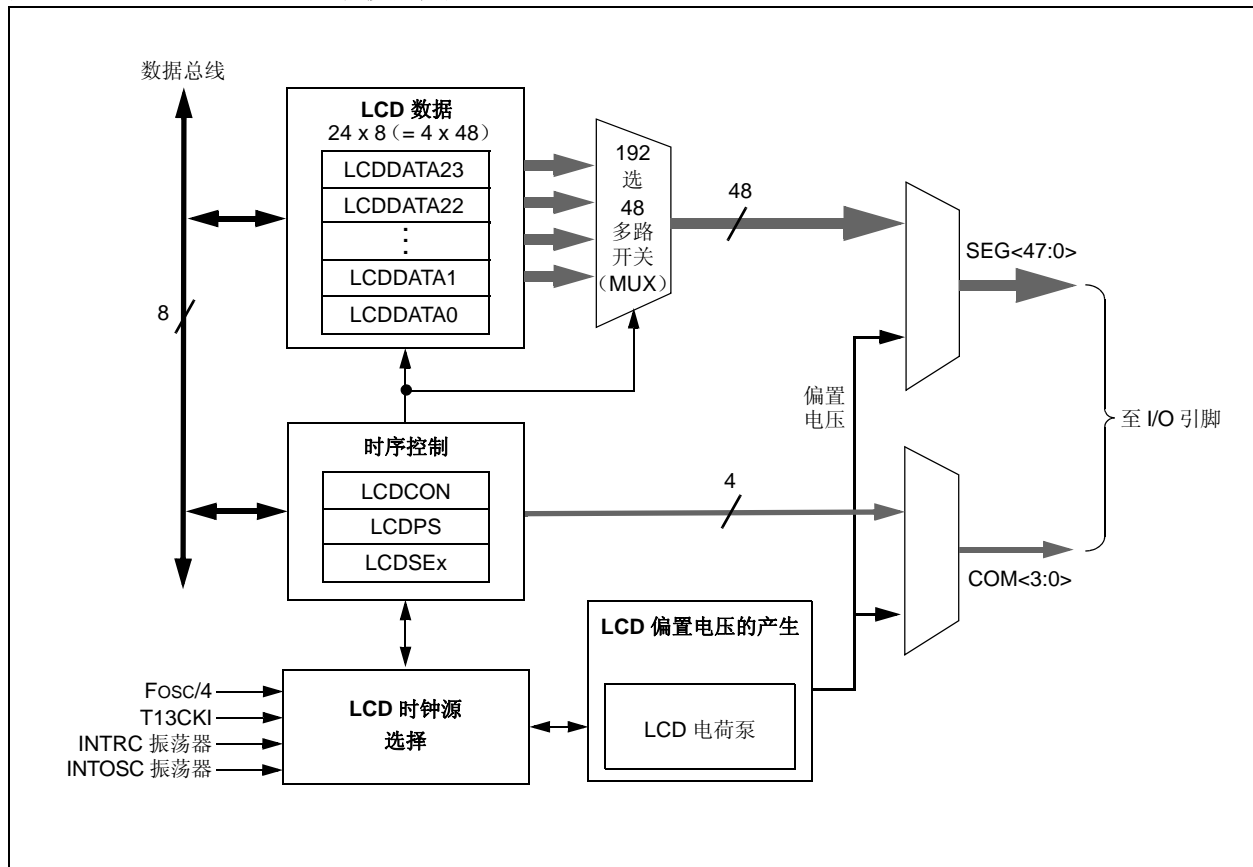 数据总线
8
LCD 数据
24 x 8（= 4 x 48）
LCDDATA23
LCDDATA22
⋮
LCDDATA1
LCDDATA0
192
选
48
多路
开关
（MUX）
48
SEG<47:0>
偏置
电压
至 I/O 引脚
时序控制
LCDCON
LCDPS
LCDSEx
4
COM<3:0>
LCD 偏置电压的产生
LCD 电荷泵
FOSC/4
T13CKI
INTRC 振荡器
INTOSC 振荡器
LCD 时钟源
选择